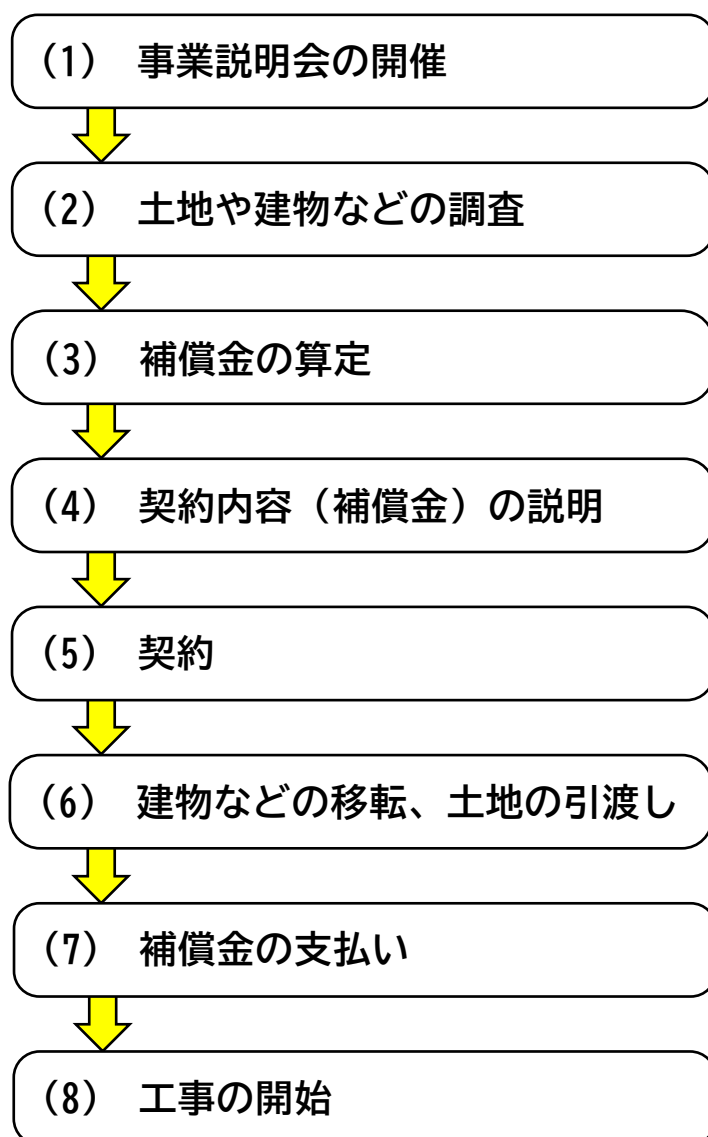 (1) 事業説明会の開催
(2) 土地や建物などの調査
(3) 補償金の算定
(4) 契約内容（補償金）の説明
(5) 契約
(6) 建物などの移転、土地の引渡し
(7) 補償金の支払い
(8) 工事の開始